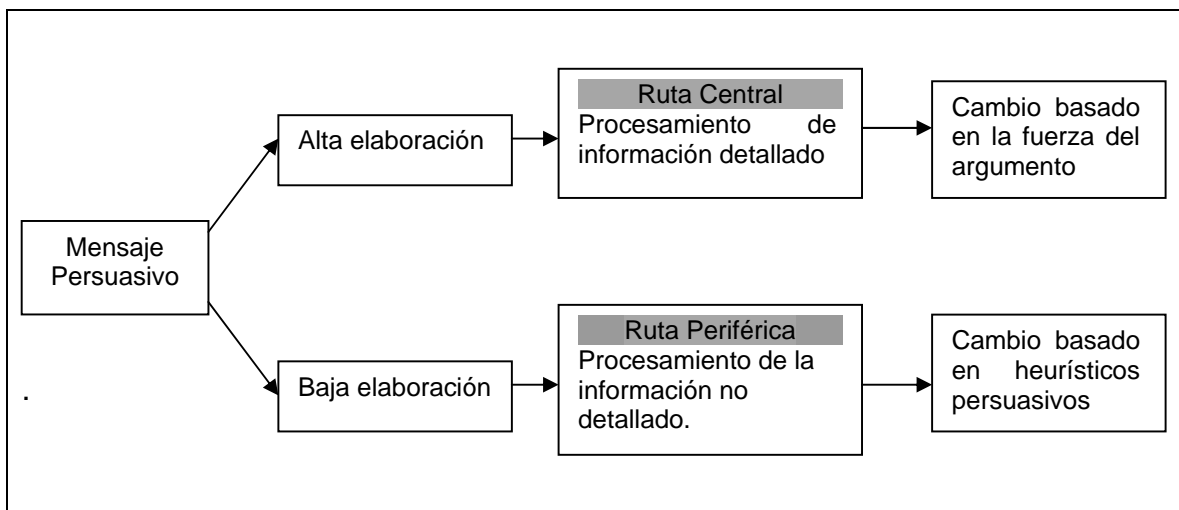 Ruta Central
Procesamiento de
información detallado
Cambio basado
en la fuerza del
argumento
Alta elaboración
Mensaje
Persuasivo
Ruta Periférica
Procesamiento de la
información no
detallado.
Cambio basado
en heurísticos
persuasivos
Baja elaboración
.